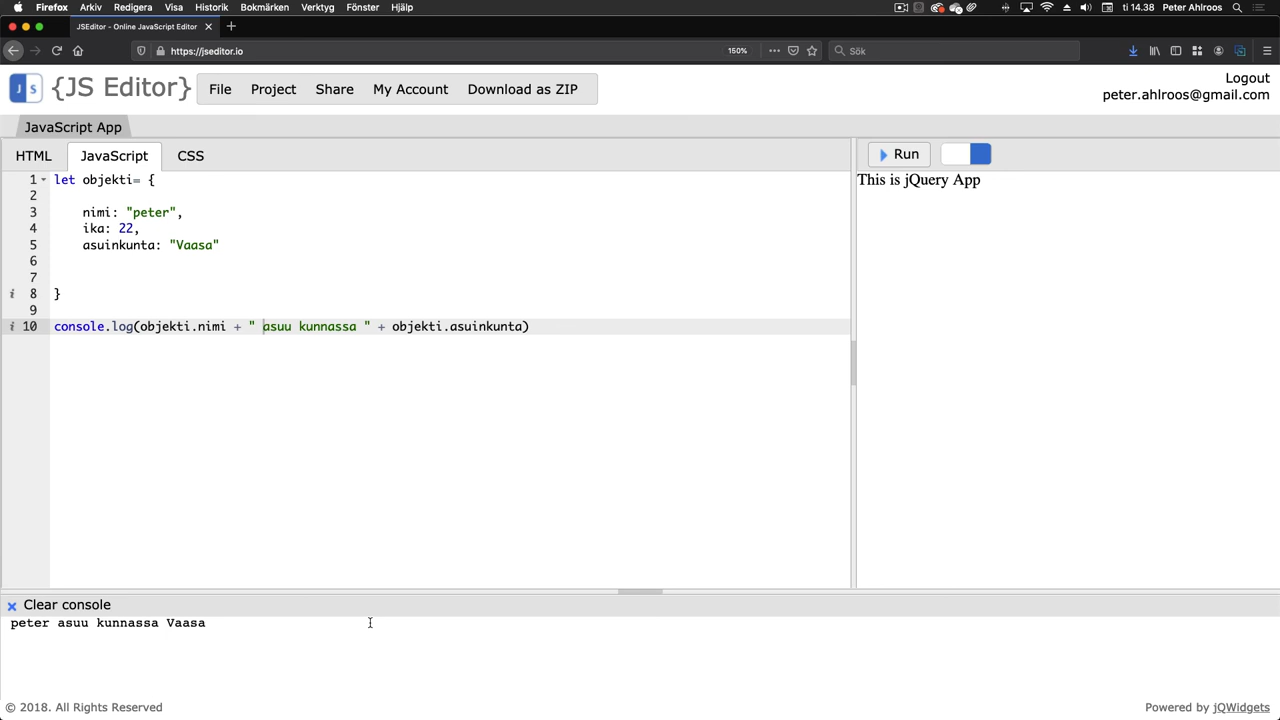 Firefox Arkiv Redigera Visa Historik Bokmärken Verktyg Fönster Hjälp ti 14.38 Peter Ahlroos
JSEditor - Online JavaScript Editor
https://jseditor.io 150% Sök
JS {JS Editor} File Project Share My Account Download as ZIP
Logout
peter.ahlroos@gmail.com
JavaScript App
HTML JavaScript CSS
Run
This is jQuery App
1 let objekti= {
2
3 nimi: "peter",
4 ika: 22,
5 asuinkunta: "Vaasa"
6
7
8 }
9
10 console.log(objekti.nimi + " asuu kunnassa " + objekti.asuinkunta)
Clear console
peter asuu kunnassa Vaasa
© 2018. All Rights Reserved
Powered by jQWidgets